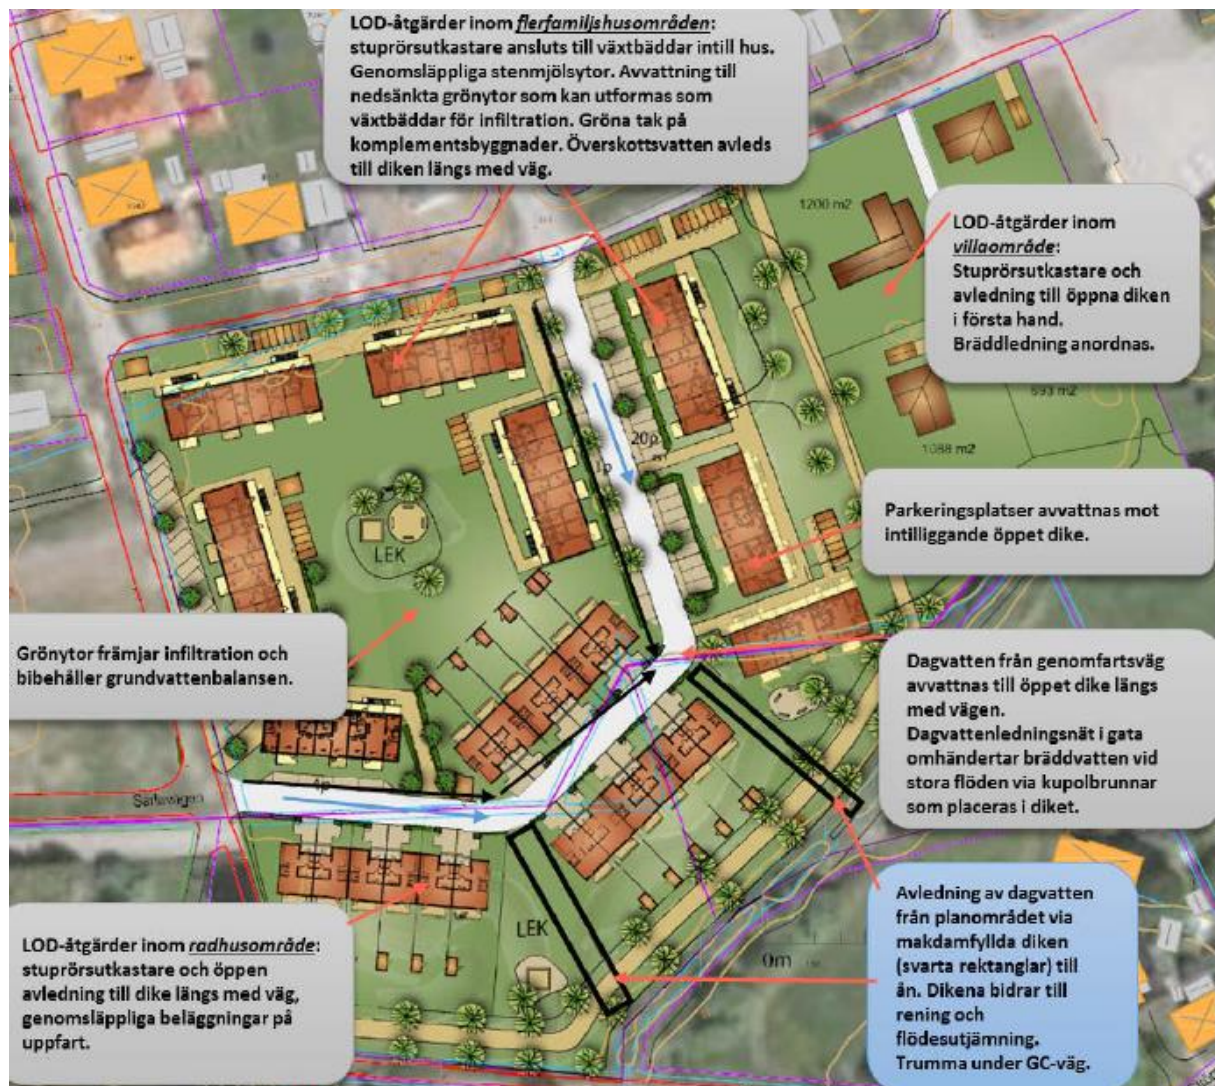 LOD-åtgärder inom flerfamiljshusområden:
stuprörsutkastare ansluts till växtbäddar intill hus.
Genomsläppliga stenmjölsytor. Avvattning till
nedsänkta grönytor som kan utformas som
växtbäddar för infiltration. Gröna tak på
komplementsbyggnader. Överskottsvatten avleds
till diken längs med väg.
1200 m2
LOD-åtgärder inom
villaområde:
Stuprörsutkastare och
avledning till öppna diken
i första hand.
Bräddledning anordnas.
693 m2
1088 m2
20p
LEK
Parkeringsplatser avvattnas mot
intilliggande öppet dike.
Grönytor främjar infiltration och
bibehåller grundvattenbalansen.
Dagvatten från genomfartsväg
avvattnas till öppet dike längs
med vägen.
Dagvattenledningsnät i gata
omhändertar bräddvatten vid
stora flöden via kupolbrunnar
som placeras i diket.
4p
LEK
0m
LOD-åtgärder inom radhusområde:
stuprörsutkastare och öppen
avledning till dike längs med väg,
genomsläppliga beläggningar på
uppfart.
Avledning av dagvatten
från planområdet via
makdamfyllda diken
(svarta rektanglar) till
ån. Dikena bidrar till
rening och
flödesutjämning.
Trumma under GC-väg.